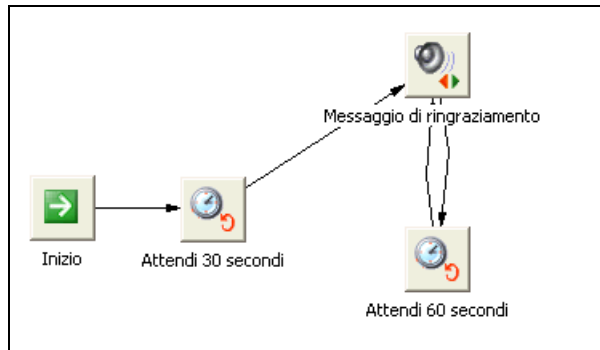 Messaggio di ringraziamento
Inizio
Attendi 30 secondi
Attendi 60 secondi